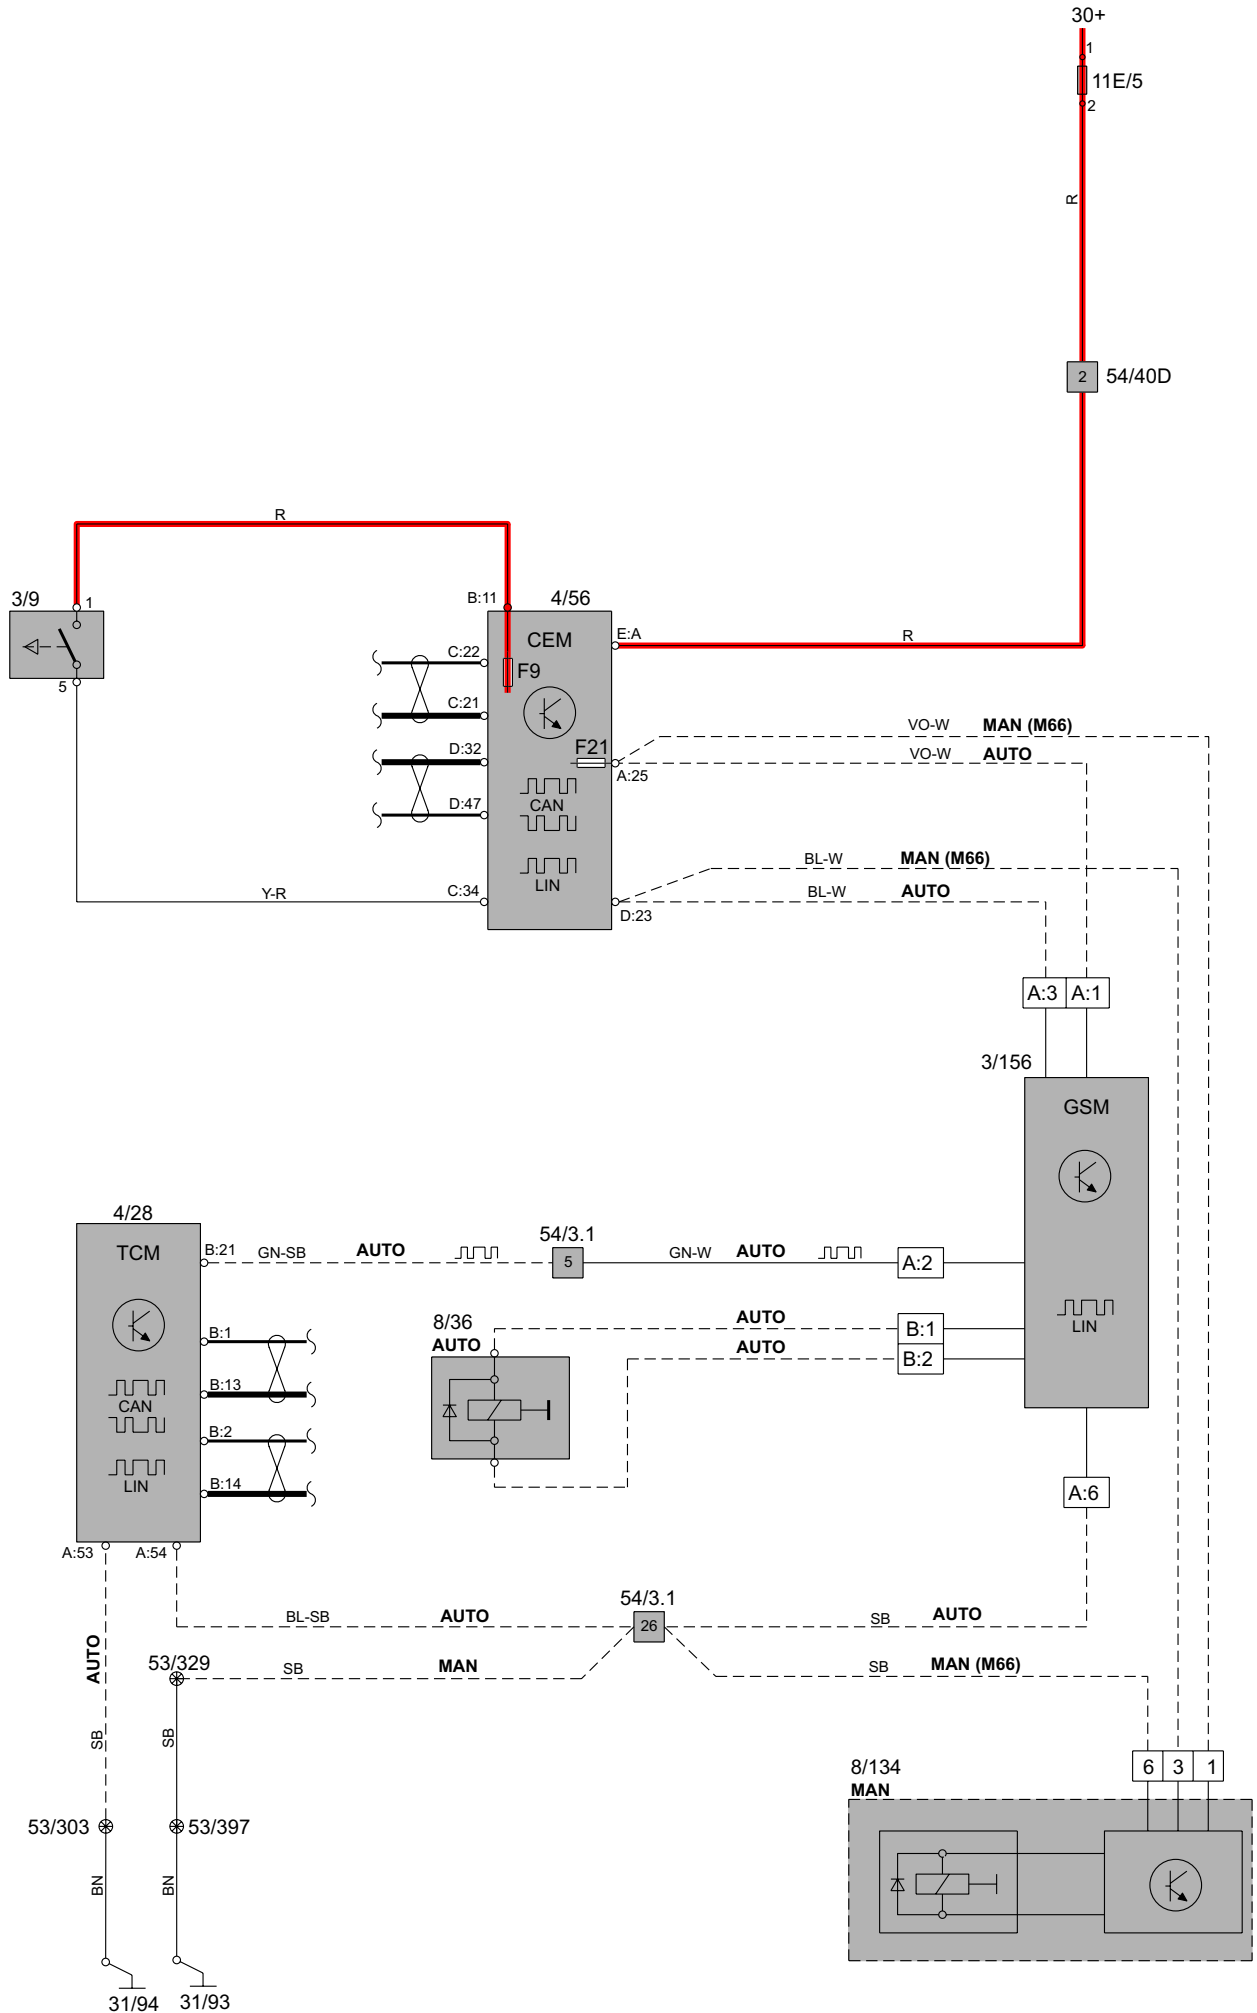 30+
1
11E/5
2
R
2
54/40D
R
3/9
1
5
B:11
4/56
CEM
E:A
R
C:22
F9
C:21
D:32
F21
A:25
VO-W
MAN (M66)
VO-W
AUTO
CAN
D:47
LIN
BL-W
MAN (M66)
BL-W
AUTO
Y-R
C:34
D:23
A:3
A:1
3/156
GSM
LIN
4/28
TCM
B:21
GN-SB
AUTO
54/3.1
5
GN-W
AUTO
A:2
B:1
B:13
CAN
B:2
LIN
B:14
8/36
AUTO
AUTO
B:1
AUTO
B:2
A:6
A:53
A:54
BL-SB
AUTO
54/3.1
26
SB
AUTO
AUTO
53/329
SB
MAN
SB
MAN (M66)
SB
SB
53/303
53/397
BN
BN
31/94
31/93
8/134
MAN
6
3
1